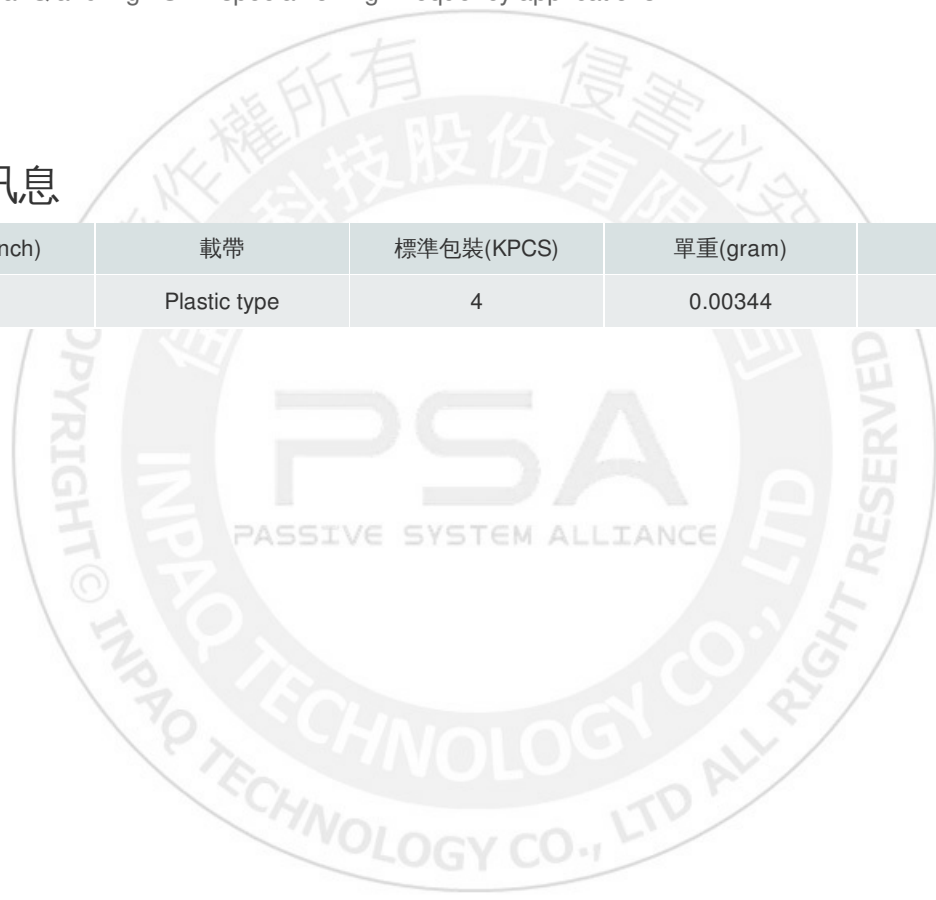 訊息
載帶 標準包裝(KPCS) 單重(gram)
Plastic type 4 0.00344
作權所有 侵害必究
科技股份有限
PSA
PASSIVE SYSTEM ALLIANCE
INPAQ TECHNOLOGY CO., LTD
COPYRIGHT © INPAQ TECHNOLOGY CO., LTD ALL RIGHT RESERVED